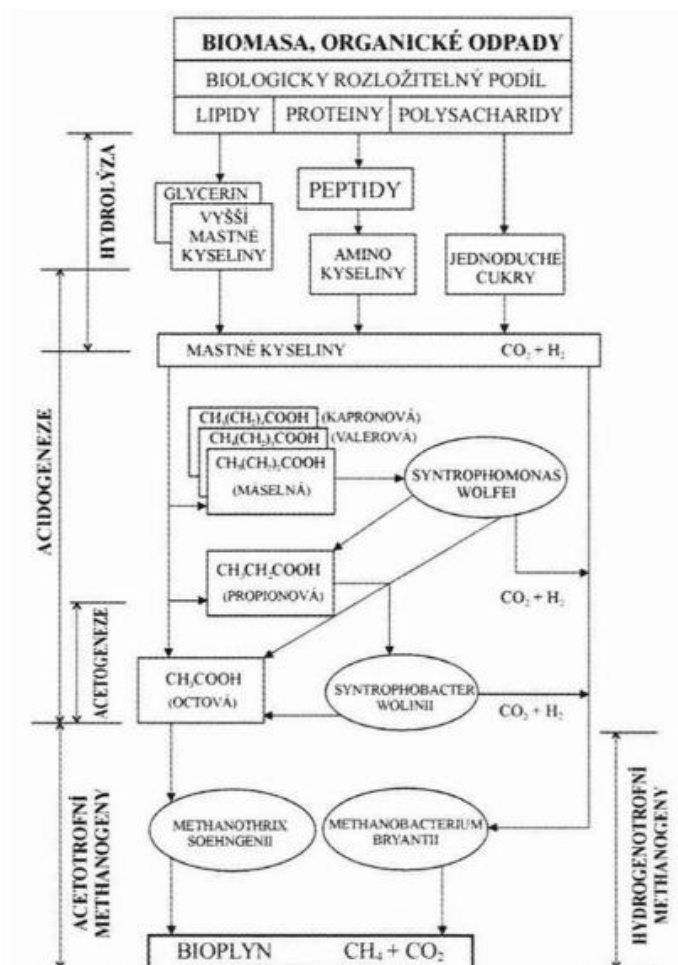 BIOMASA, ORGANICKÉ ODPADY
BIOLOGICKY ROZLOŽITELNÝ PODÍL
LIPIDY
PROTEINY
POLYSACHARIDY
HYDROLÝZA
GLYCERIN
VYŠŠÍ
MASTNÉ
KYSELINY
PEPTIDY
AMINO
KYSELINY
JEDNODUCHÉ
CUKRY
MASTNÉ KYSELINY
CO₂ + H₂
ACIDOGENEZE
CH₃(CH₂)₄COOH (KAPRONOVÁ)
CH₃(CH₂)₃COOH (VALEROVÁ)
CH₃(CH₂)₂COOH
(MÁSELNÁ)
SYNTROPHOMONAS
WOLFEI
CH₃CH₂COOH
(PROPIONOVÁ)
CO₂ + H₂
ACETOGENEZE
CH₃COOH
(OCTOVÁ)
SYNTROPHOBACTER
WOLINII
CO₂ + H₂
ACETOTROFNÍ
METHANOGENY
METHANOTHRIX
SOEHNGENII
METHANOBACTERIUM
BRYANTII
HYDROGENOTROFNÍ
METHANOGENY
BIOPLYN
CH₄ + CO₂